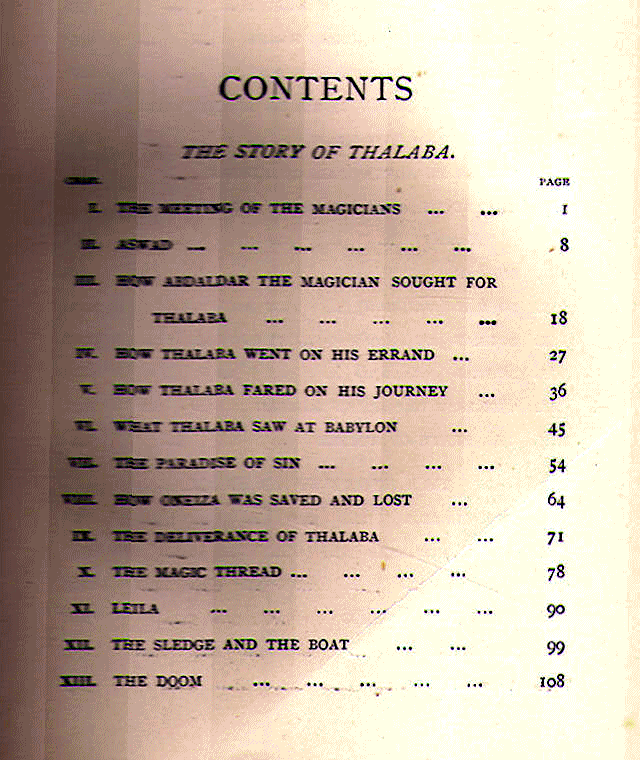 CONTENTS
THE STORY OF THALABA.
CHAP. PAGE
I. THE MEETING OF THE MAGICIANS ... ... 1
II. ASWAD ... ... ... ... ... ... 8
III. HOW ABDALDAR THE MAGICIAN SOUGHT FOR
THALABA ... ... ... ... ... 18
IV. HOW THALABA WENT ON HIS ERRAND ... 27
V. HOW THALABA FARED ON HIS JOURNEY ... 36
VI. WHAT THALABA SAW AT BABYLON ... 45
VII. THE PARADISE OF SIN ... ... ... ... 54
VIII. HOW ONEIZA WAS SAVED AND LOST ... 64
IX. THE DELIVERANCE OF THALABA ... ... 71
X. THE MAGIC THREAD ... ... ... ... 78
XI. LEILA ... ... ... ... ... ... 90
XII. THE SLEDGE AND THE BOAT ... ... 99
XIII. THE DOOM ... ... ... ... ... 108